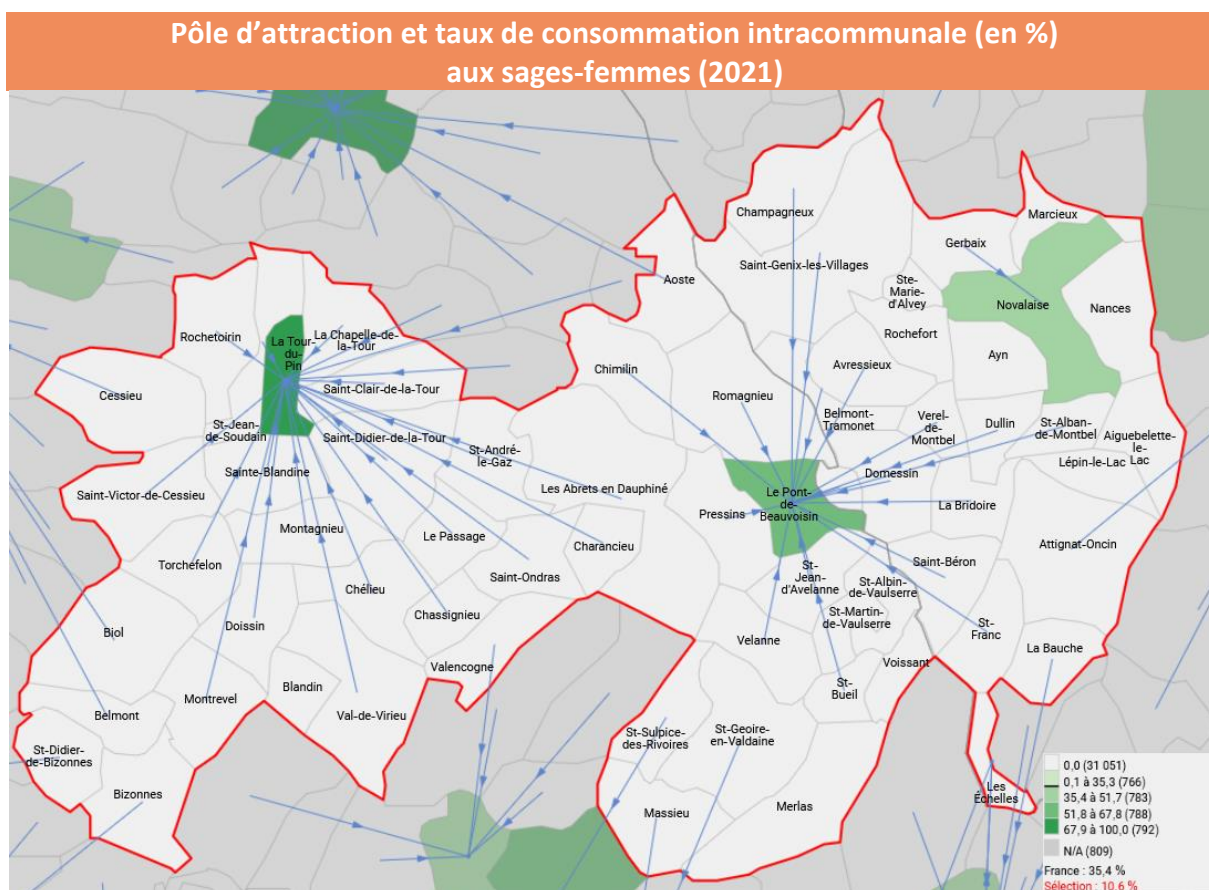 Pôle d'attraction et taux de consommation intracommunale (en %)
aux sages-femmes (2021)
Champagneux
Marcieux
Gerbaix
Saint-Genix-les-Villages
Aoste
Ste-
Marie-
d'Alvey
Novalaise
Nances
Rochefort
Rochetoirin
La Chapelle-de-
la-Tour
La Tour-
du-
Pin
Ayn
Avressieux
Chimilin
Cessieu
Saint-Clair-de-la-Tour
Romagnieu
St-Jean-
de-Soudain
Belmont-
Tramonet
Verel-
de-
Montbel
Dullin
St-Alban-
de-Montbel
Saint-Didier-de-la-Tour
Aiguebelette-
le-
Lac
St-André-
le-Gaz
Lépin-le-Lac
Sainte-Blandine
Domessin
Saint-Victor-de-Cessieu
Les Abrets en Dauphiné
Le Pont-
de-
Beauvoisin
La Bridoire
Pressins
Montagnieu
Le Passage
Charancieu
Attignat-Oncin
Torchefelon
Saint-Béron
St-
Jean-
d'Avelanne
St-Albin-
de-Vaulserre
Saint-Ondras
Chélieu
Chassignieu
St-Martin-
de-Vaulserre
Doissin
Biol
Velanne
St-
Franc
La Bauche
Valencogne
Voissant
Blandin
Montrevel
St-
Bueil
Belmont
Val-de-Virieu
St-Sulpice-
des-Rivoires
St-Geoire-
en-Valdaine
St-Didier-
de-Bizonnes
Bizonnes
Les
Échelles
Massieu
Merlas
0,0 (31 051)
0,1 à 35,3 (766)
35,4 à 51,7 (783)
51,8 à 67,8 (788)
67,9 à 100,0 (792)
N/A (809)
France : 35,4 %
Sélection : 10,6 %